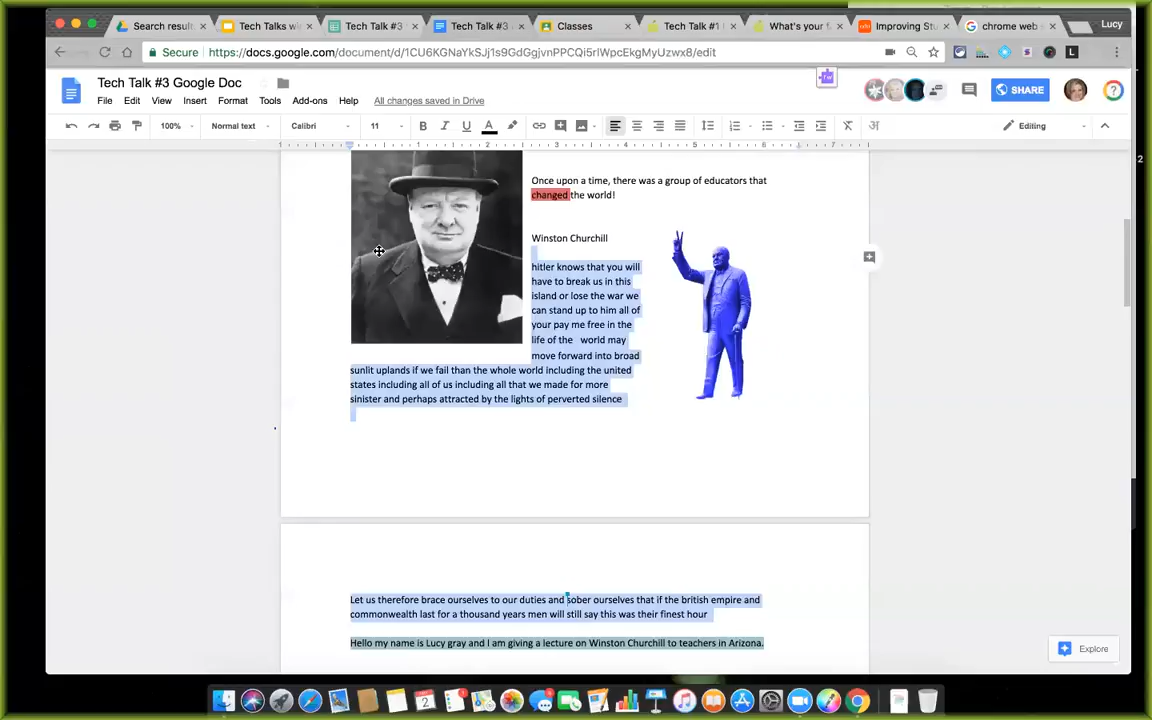 Search result
Tech Talks wi
Tech Talk #3
Tech Talk #3
Classes
Tech Talk #1
What's your
Improving Stu
chrome web
Lucy
Secure
https://docs.google.com/document/d/1CU6KGNaYkSJj1s9GdGgjvnPPCQi5rIWpcEkgMyUzwx8/edit
Tech Talk #3 Google Doc
File Edit View Insert Format Tools Add-ons Help All changes saved in Drive
SHARE
100% Normal text Calibri 11 B I U A Editing
1 1 2 3 4 5 6 7
Once upon a time, there was a group of educators that
changed the world!
Winston Churchill
hitler knows that you will
have to break us in this
island or lose the war we
can stand up to him all of
your pay me free in the
life of the world may
move forward into broad
sunlit uplands if we fail than the whole world including the united
states including all of us including all that we made for more
sinister and perhaps attracted by the lights of perverted silence
Let us therefore brace ourselves to our duties and sober ourselves that if the british empire and
commonwealth last for a thousand years men will still say this was their finest hour
Hello my name is Lucy gray and I am giving a lecture on Winston Churchill to teachers in Arizona.
Explore